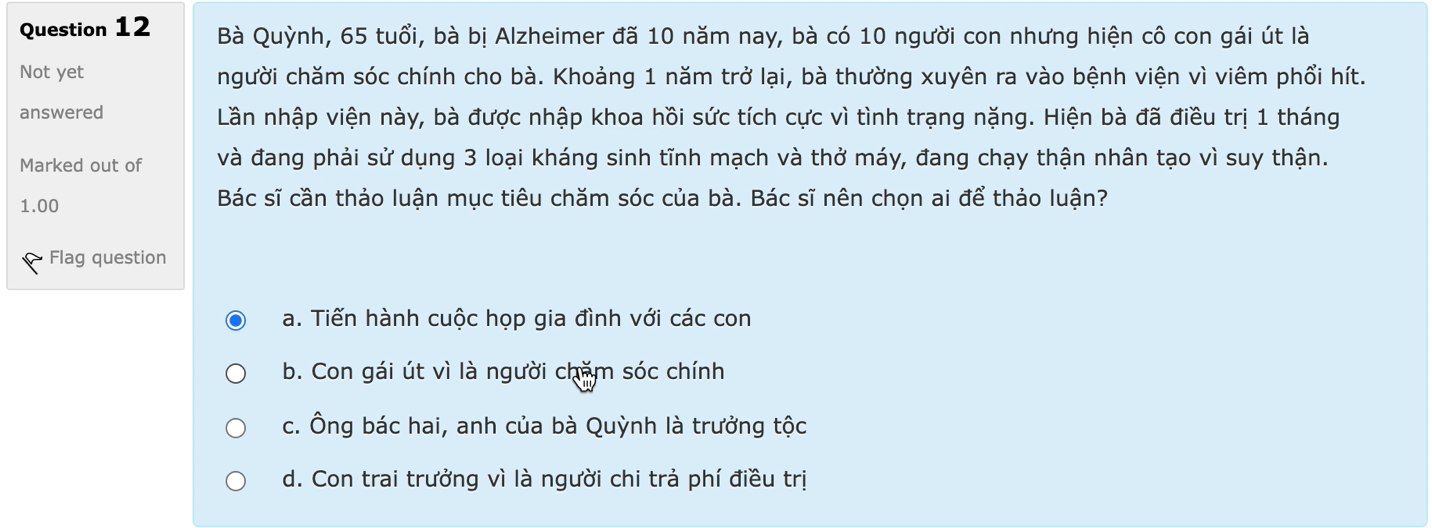 Question 12
Not yet
answered
Marked out of
1.00
Flag question
Bà Quỳnh, 65 tuổi, bà bị Alzheimer đã 10 năm nay, bà có 10 người con nhưng hiện cô con gái út là
người chăm sóc chính cho bà. Khoảng 1 năm trở lại, bà thường xuyên ra vào bệnh viện vì viêm phổi hít.
Lần nhập viện này, bà được nhập khoa hồi sức tích cực vì tình trạng nặng. Hiện bà đã điều trị 1 tháng
và đang phải sử dụng 3 loại kháng sinh tĩnh mạch và thở máy, đang chạy thận nhân tạo vì suy thận.
Bác sĩ cần thảo luận mục tiêu chăm sóc của bà. Bác sĩ nên chọn ai để thảo luận?
a. Tiến hành cuộc họp gia đình với các con
b. Con gái út vì là người chăm sóc chính
c. Ông bác hai, anh của bà Quỳnh là trưởng tộc
d. Con trai trưởng vì là người chi trả phí điều trị